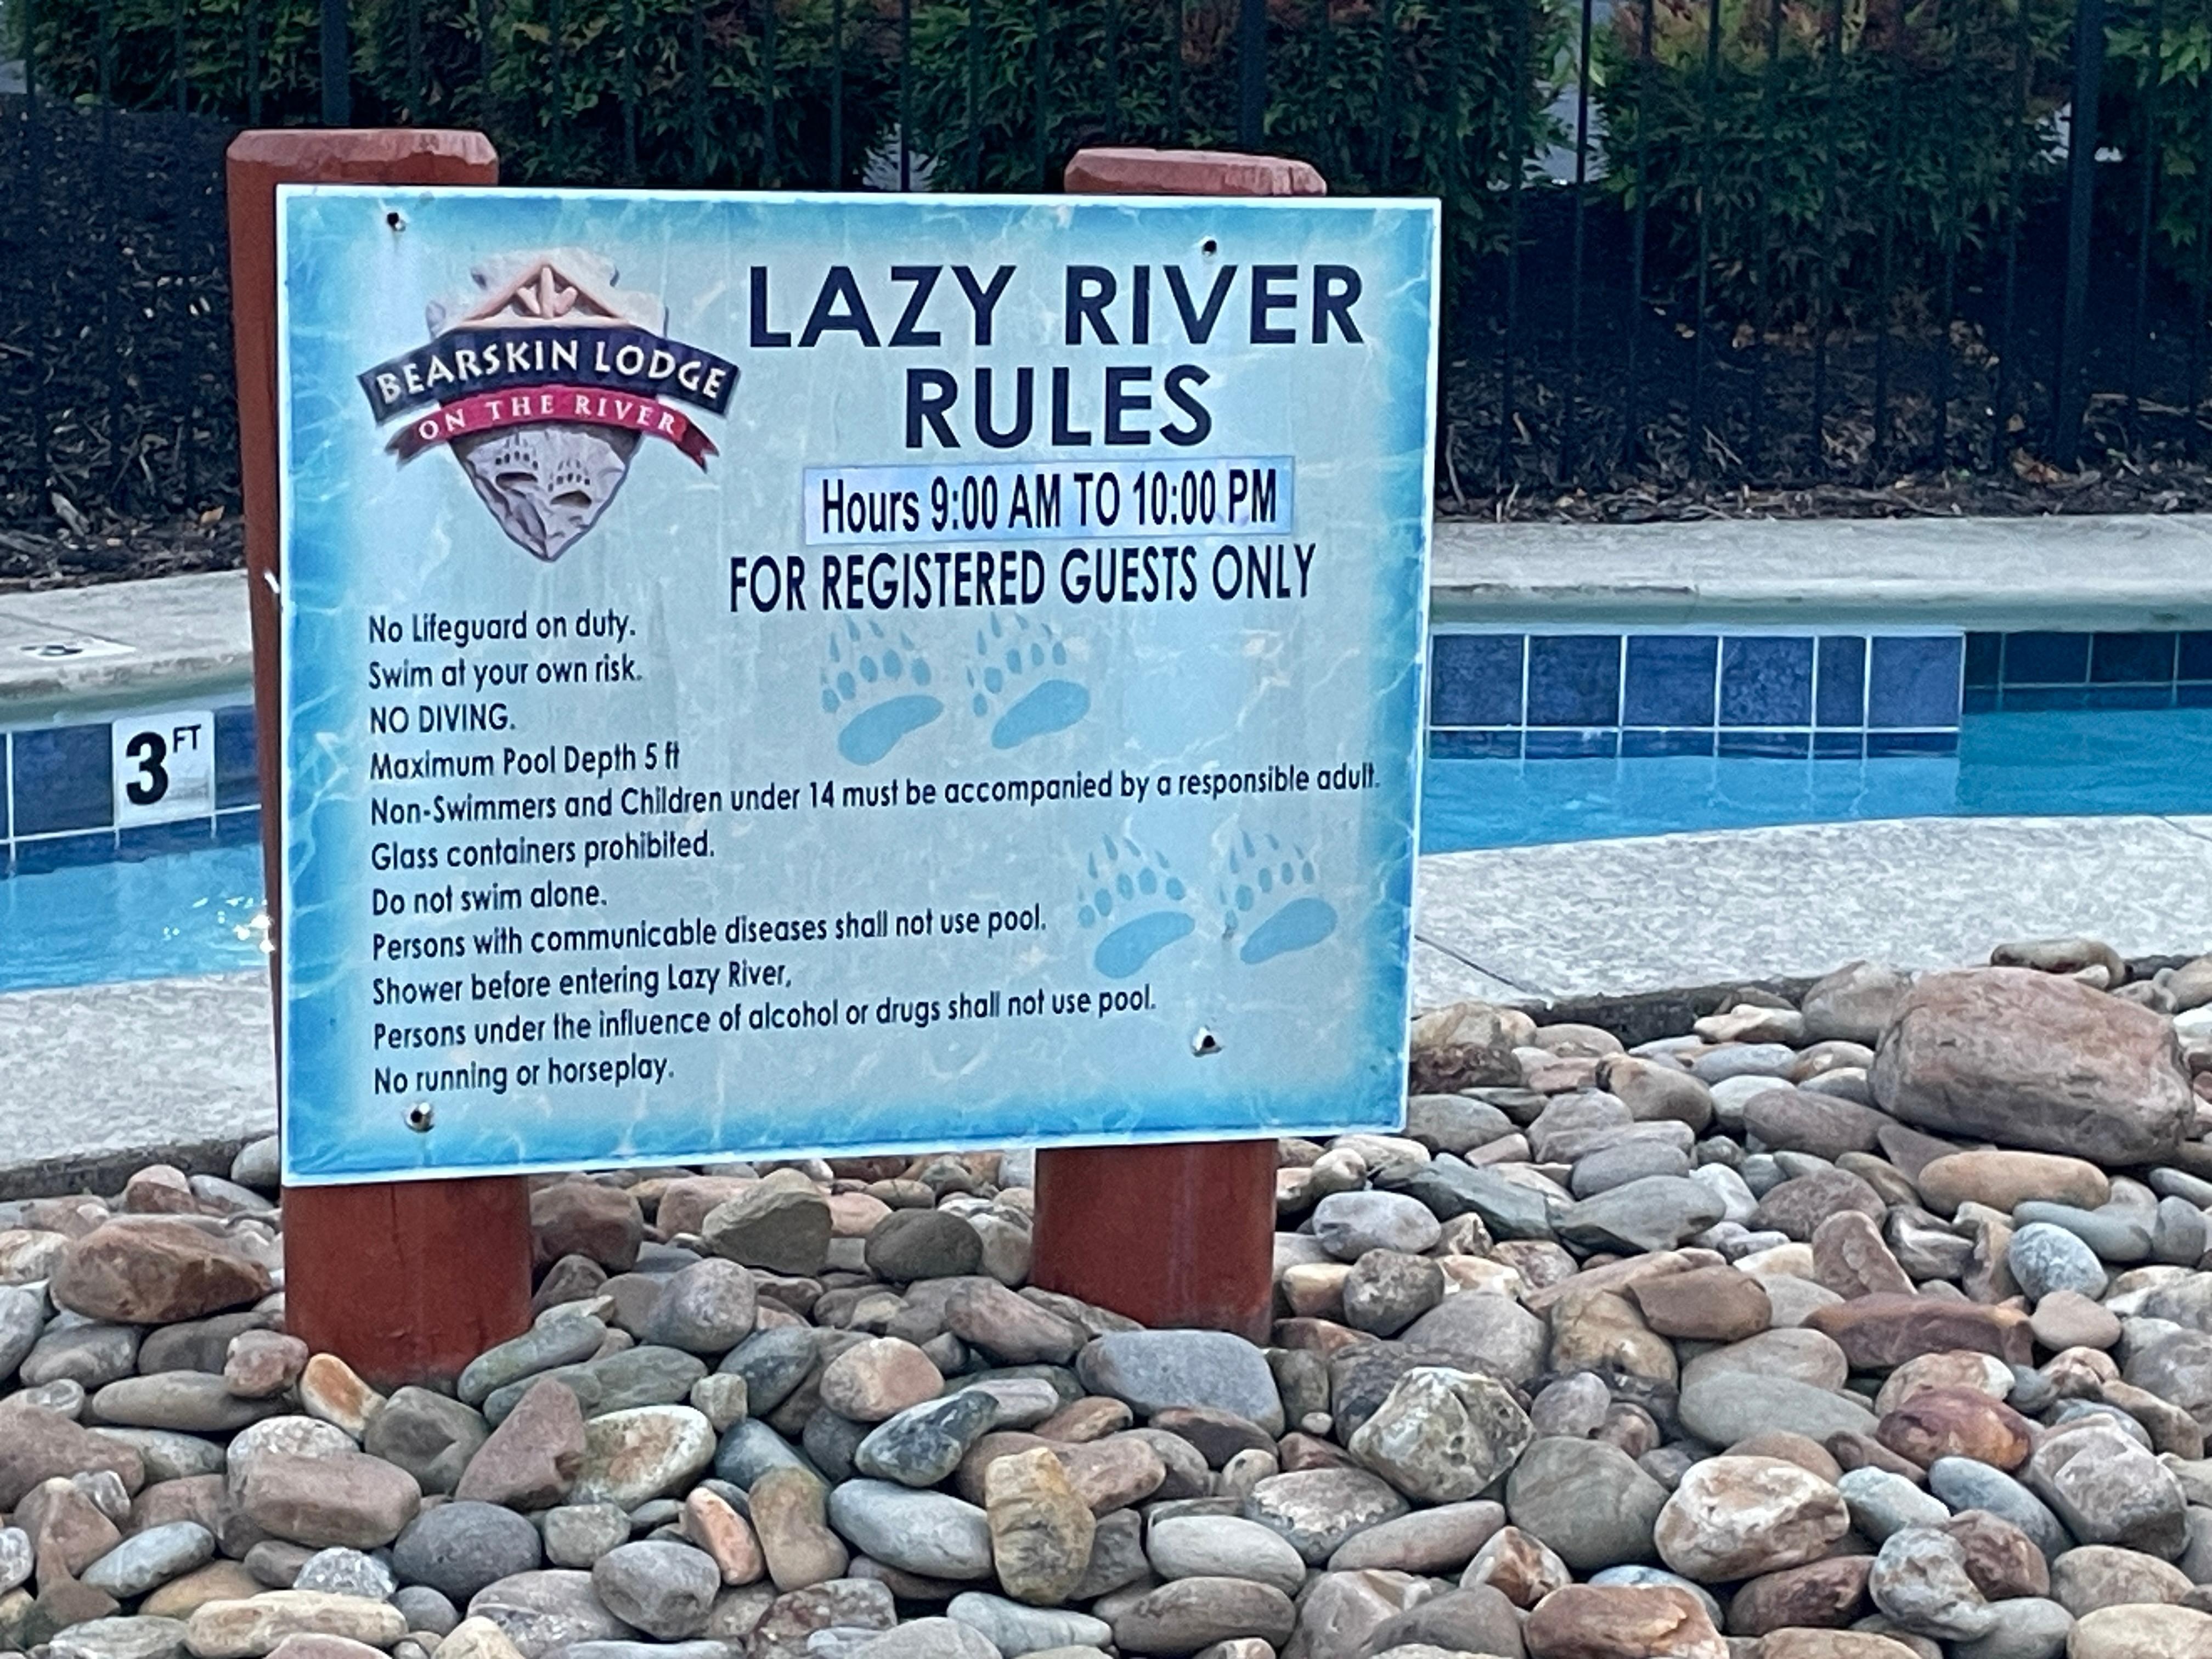 BEARSKIN LODGE
ON THE RIVER
LAZY RIVER
RULES
Hours 9:00 AM TO 10:00 PM
FOR REGISTERED GUESTS ONLY
No Lifeguard on duty.
Swim at your own risk.
NO DIVING.
Maximum Pool Depth 5 ft
Non-Swimmers and Children under 14 must be accompanied by a responsible adult.
Glass containers prohibited.
Do not swim alone.
Persons with communicable diseases shall not use pool.
Shower before entering Lazy River,
Persons under the influence of alcohol or drugs shall not use pool.
No running or horseplay.
3 FT